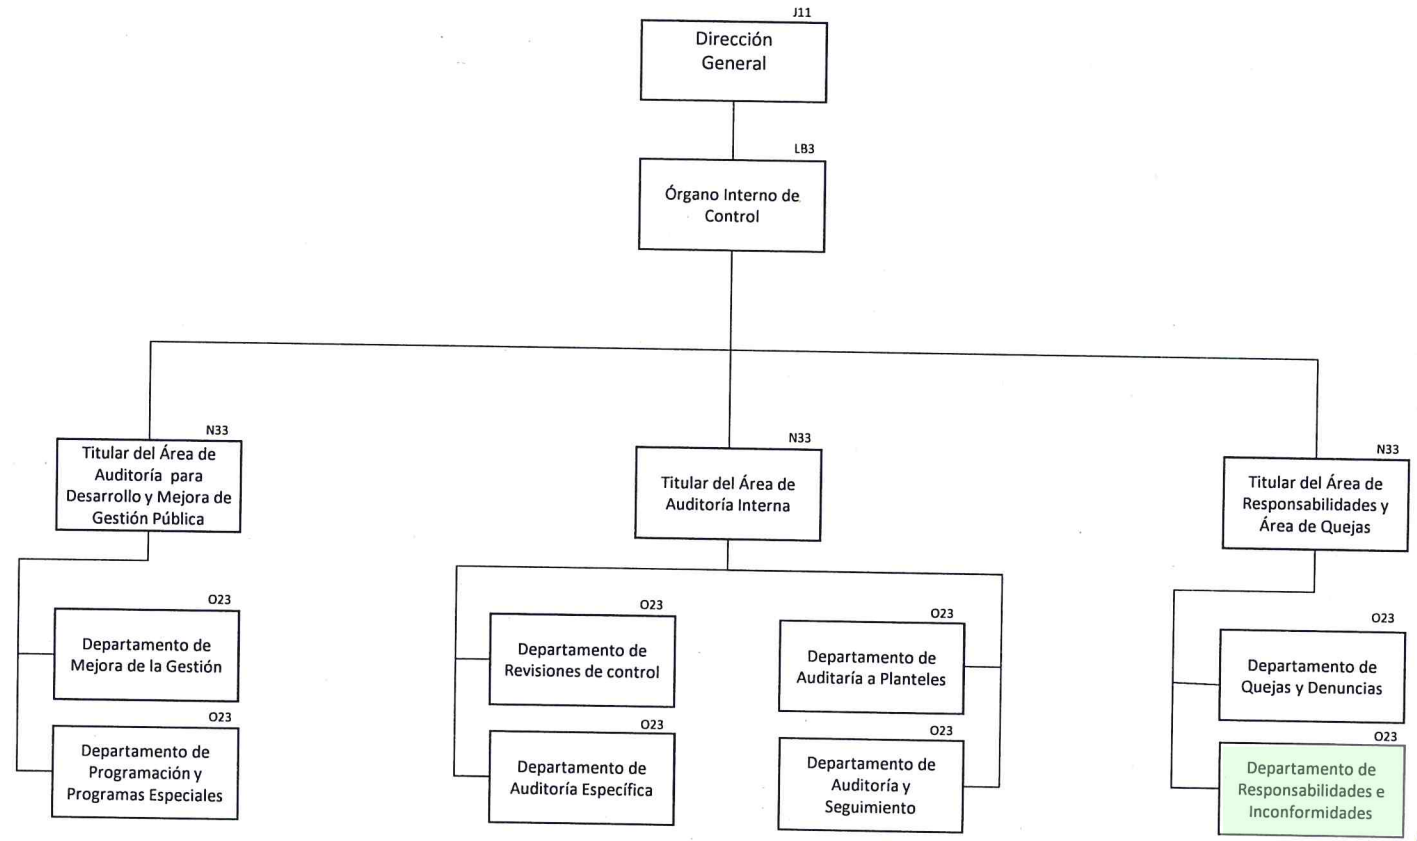 J11
Dirección
General
LB3
Órgano Interno de
Control
N33
Titular del Área de
Auditoría para
Desarrollo y Mejora de
Gestión Pública
N33
Titular del Área de
Auditoría Interna
N33
Titular del Área de
Responsabilidades y
Área de Quejas
O23
Departamento de
Mejora de la Gestión
O23
Departamento de
Programación y
Programas Especiales
O23
Departamento de
Revisiones de control
O23
Departamento de
Auditoría Específica
O23
Departamento de
Auditaría a Planteles
O23
Departamento de
Auditoría y
Seguimiento
O23
Departamento de
Quejas y Denuncias
O23
Departamento de
Responsabilidades e
Inconformidades